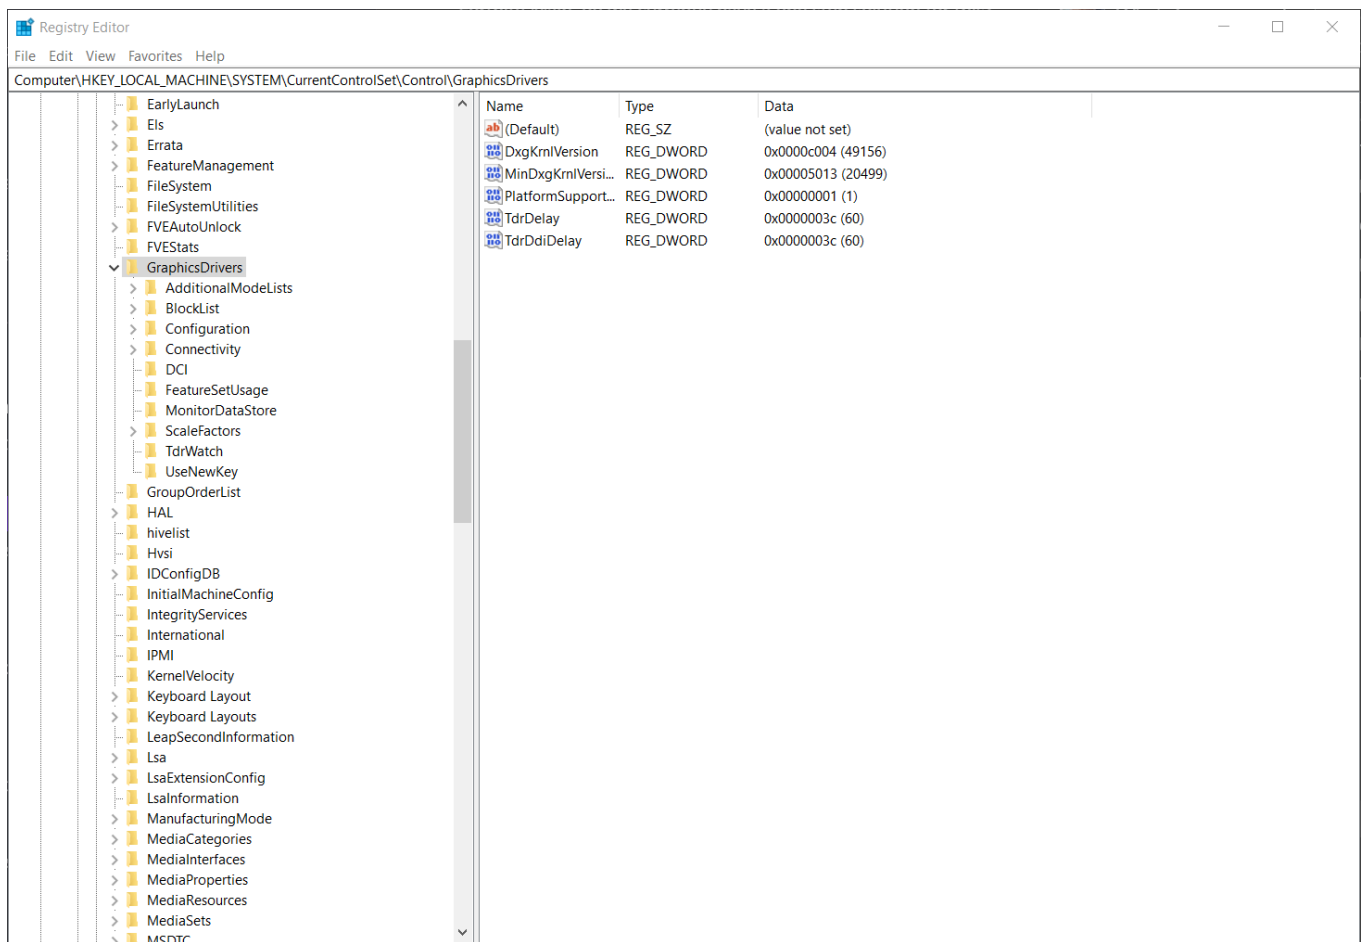 Registry Editor
File Edit View Favorites Help
Computer\HKEY_LOCAL_MACHINE\SYSTEM\CurrentControlSet\Control\GraphicsDrivers
EarlyLaunch
Els
Errata
FeatureManagement
FileSystem
FileSystemUtilities
FVEAutoUnlock
FVEStats
GraphicsDrivers
AdditionalModeLists
BlockList
Configuration
Connectivity
DCI
FeatureSetUsage
MonitorDataStore
ScaleFactors
TdrWatch
UseNewKey
GroupOrderList
HAL
hivelist
Hvsi
IDConfigDB
InitialMachineConfig
IntegrityServices
International
IPMI
KernelVelocity
Keyboard Layout
Keyboard Layouts
LeapSecondInformation
Lsa
LsaExtensionConfig
LsaInformation
ManufacturingMode
MediaCategories
MediaInterfaces
MediaProperties
MediaResources
MediaSets
MSDTC
Name Type Data
(Default) REG_SZ (value not set)
DxgKrnlVersion REG_DWORD 0x0000c004 (49156)
MinDxgKrnlVersi... REG_DWORD 0x00005013 (20499)
PlatformSupport... REG_DWORD 0x00000001 (1)
TdrDelay REG_DWORD 0x0000003c (60)
TdrDdiDelay REG_DWORD 0x0000003c (60)